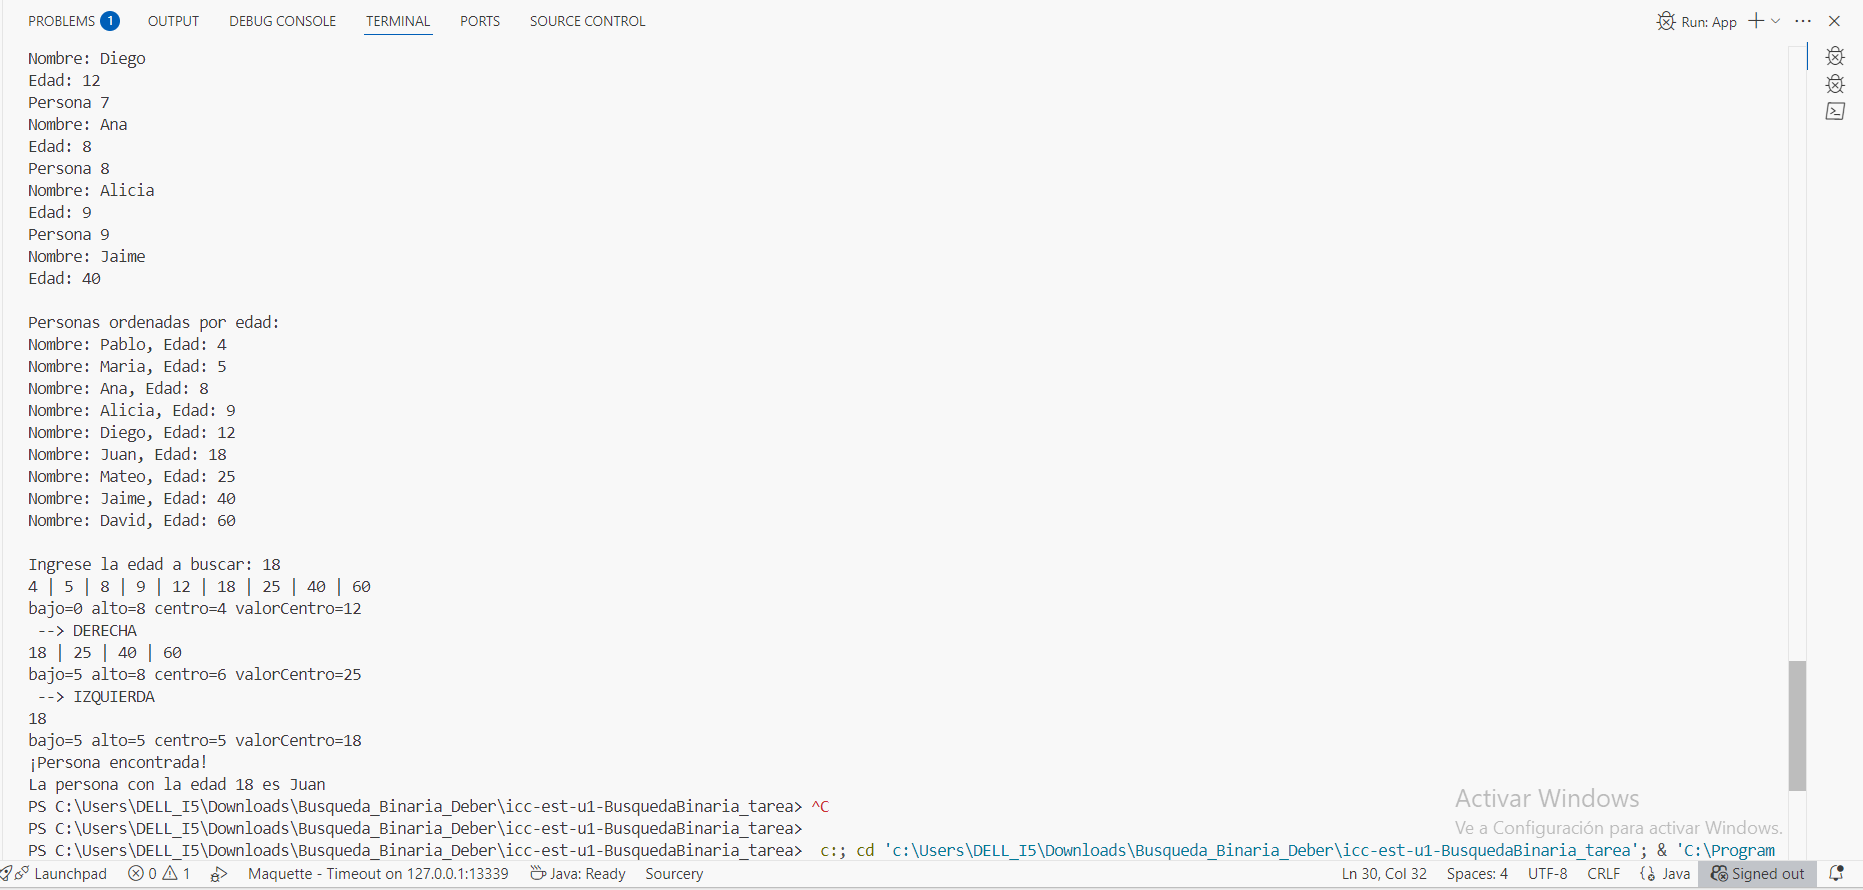 PROBLEMS 1 OUTPUT DEBUG CONSOLE TERMINAL PORTS SOURCE CONTROL Run: App
Nombre: Diego
Edad: 12
Persona 7
Nombre: Ana
Edad: 8
Persona 8
Nombre: Alicia
Edad: 9
Persona 9
Nombre: Jaime
Edad: 40
Personas ordenadas por edad:
Nombre: Pablo, Edad: 4
Nombre: Maria, Edad: 5
Nombre: Ana, Edad: 8
Nombre: Alicia, Edad: 9
Nombre: Diego, Edad: 12
Nombre: Juan, Edad: 18
Nombre: Mateo, Edad: 25
Nombre: Jaime, Edad: 40
Nombre: David, Edad: 60
Ingrese la edad a buscar: 18
4 | 5 | 8 | 9 | 12 | 18 | 25 | 40 | 60
bajo=0 alto=8 centro=4 valorCentro=12
--> DERECHA
18 | 25 | 40 | 60
bajo=5 alto=8 centro=6 valorCentro=25
--> IZQUIERDA
18
bajo=5 alto=5 centro=5 valorCentro=18
¡Persona encontrada!
La persona con la edad 18 es Juan
PS C:\Users\DELL_I5\Downloads\Busqueda_Binaria_Deber\icc-est-u1-BusquedaBinaria_tarea> ^C
PS C:\Users\DELL_I5\Downloads\Busqueda_Binaria_Deber\icc-est-u1-BusquedaBinaria_tarea>
PS C:\Users\DELL_I5\Downloads\Busqueda_Binaria_Deber\icc-est-u1-BusquedaBinaria_tarea> c:; cd 'c:\Users\DELL_I5\Downloads\Busqueda_Binaria_Deber\icc-est-u1-BusquedaBinaria_tarea'; & 'C:\Program
Activar Windows
Ve a Configuración para activar Windows.
Launchpad 0 1 Maquette - Timeout on 127.0.0.1:13339 Java: Ready Sourcery Ln 30, Col 32 Spaces: 4 UTF-8 CRLF {} Java Signed out